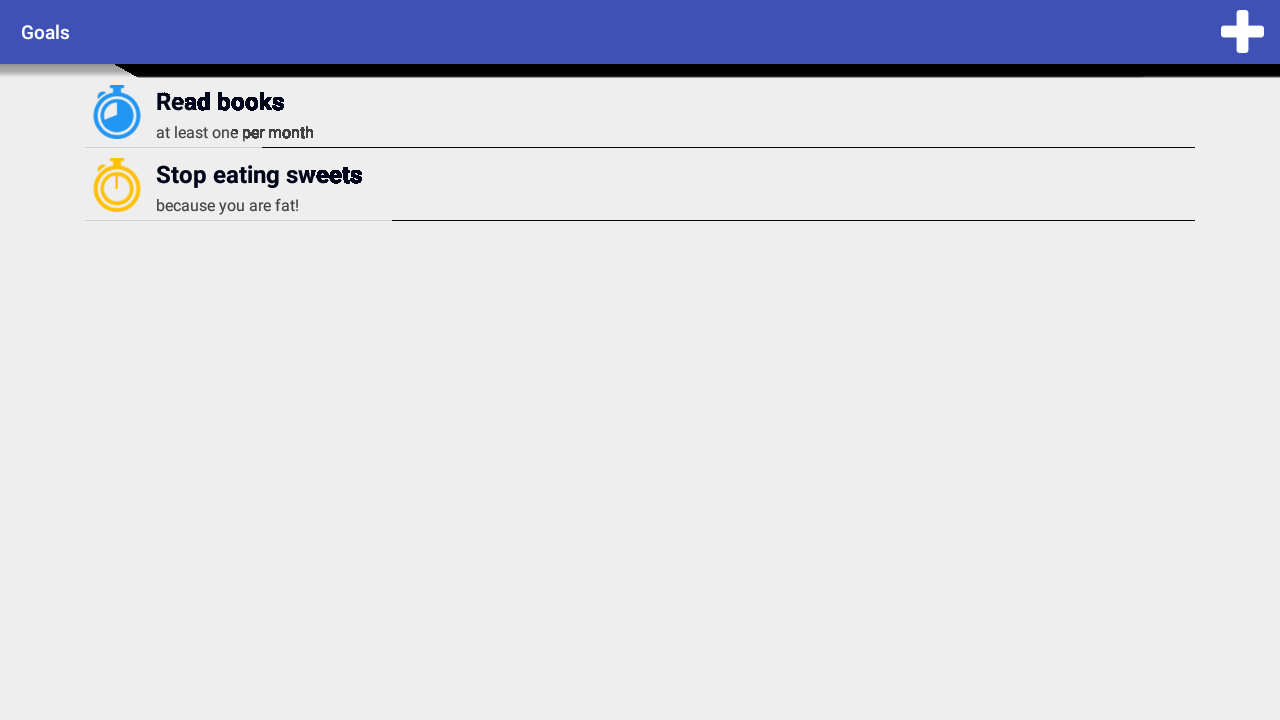 Goals
Read books
at least one per month
Stop eating sweets
because you are fat!